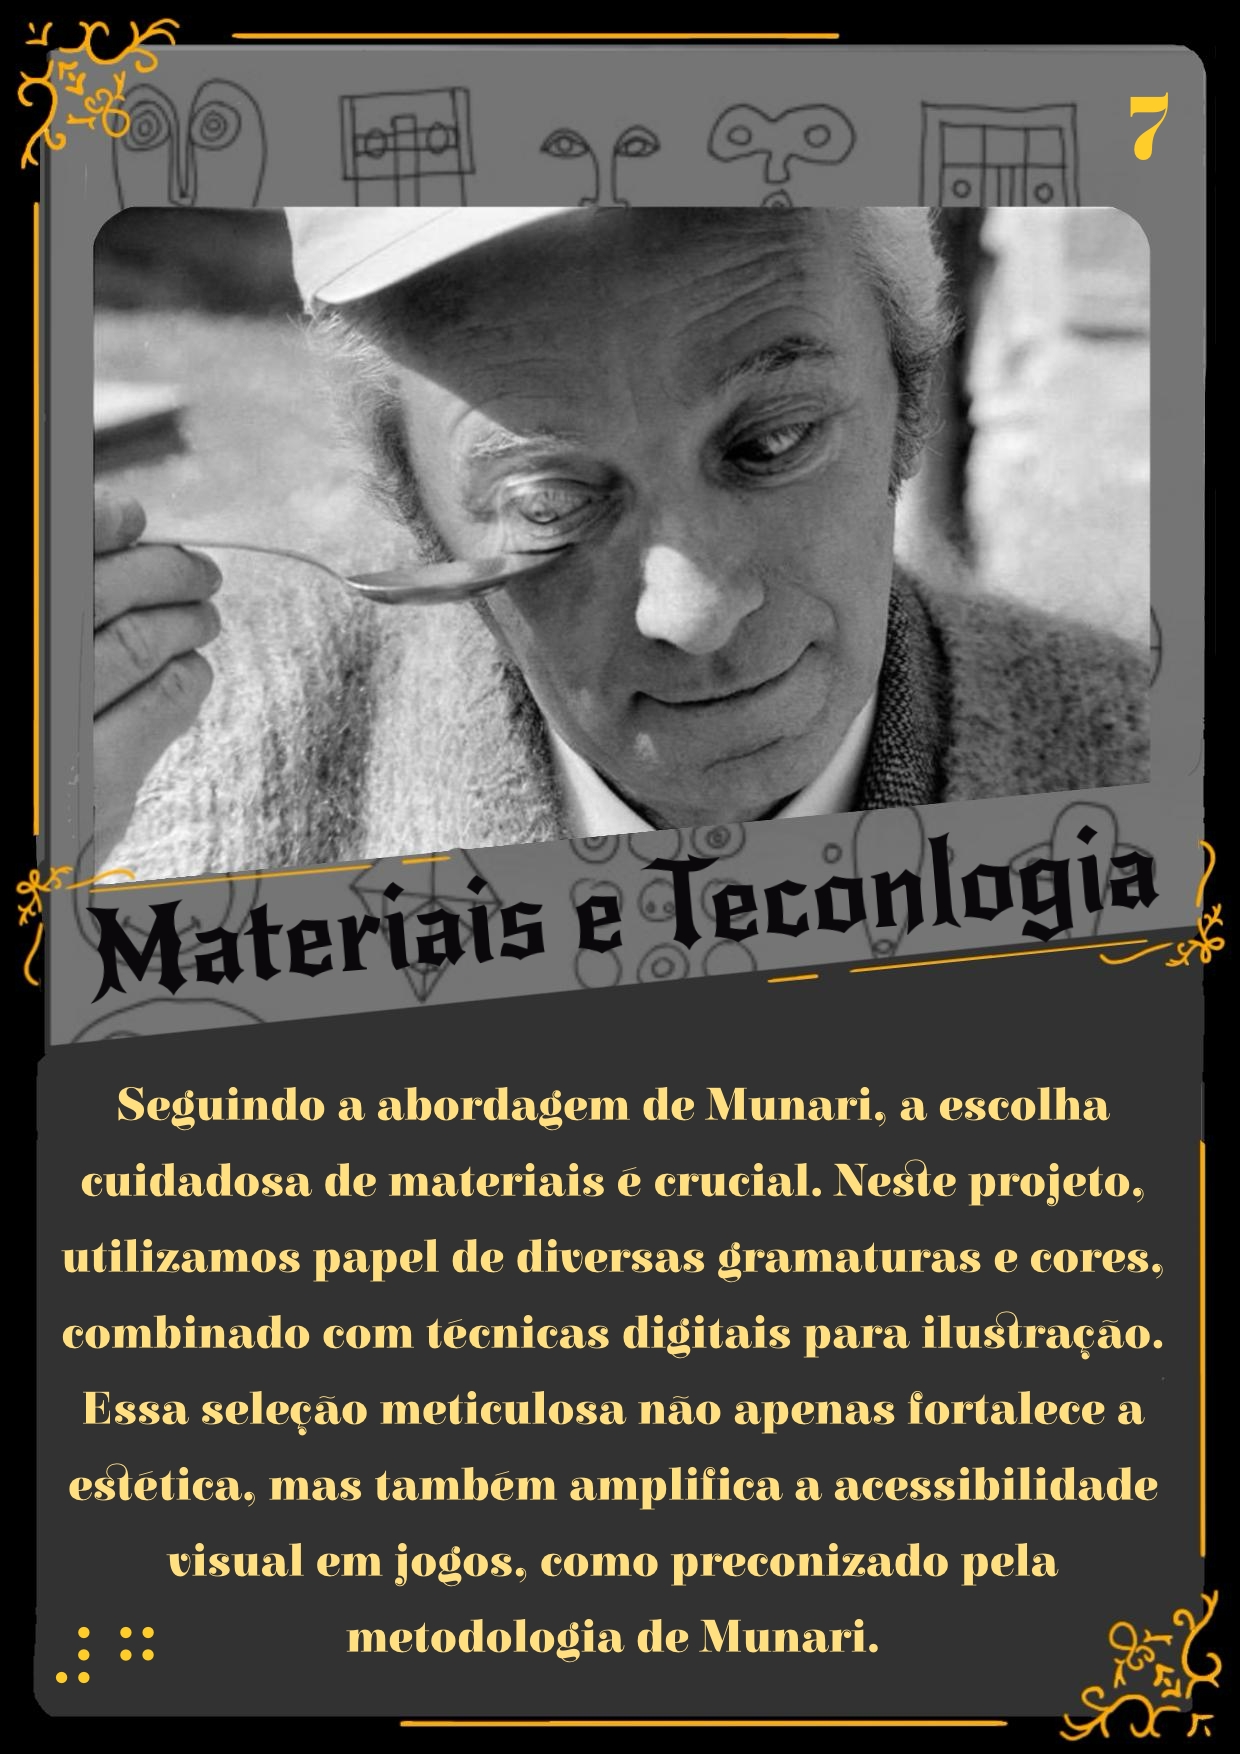 7
Materiais e Teconlogia
Seguindo a abordagem de Munari, a escolha
cuidadosa de materiais é crucial. Neste projeto,
utilizamos papel de diversas gramaturas e cores,
combinado com técnicas digitais para ilustração.
Essa seleção meticulosa não apenas fortalece a
estética, mas também amplifica a acessibilidade
visual em jogos, como preconizado pela
metodologia de Munari.
⠼⠛